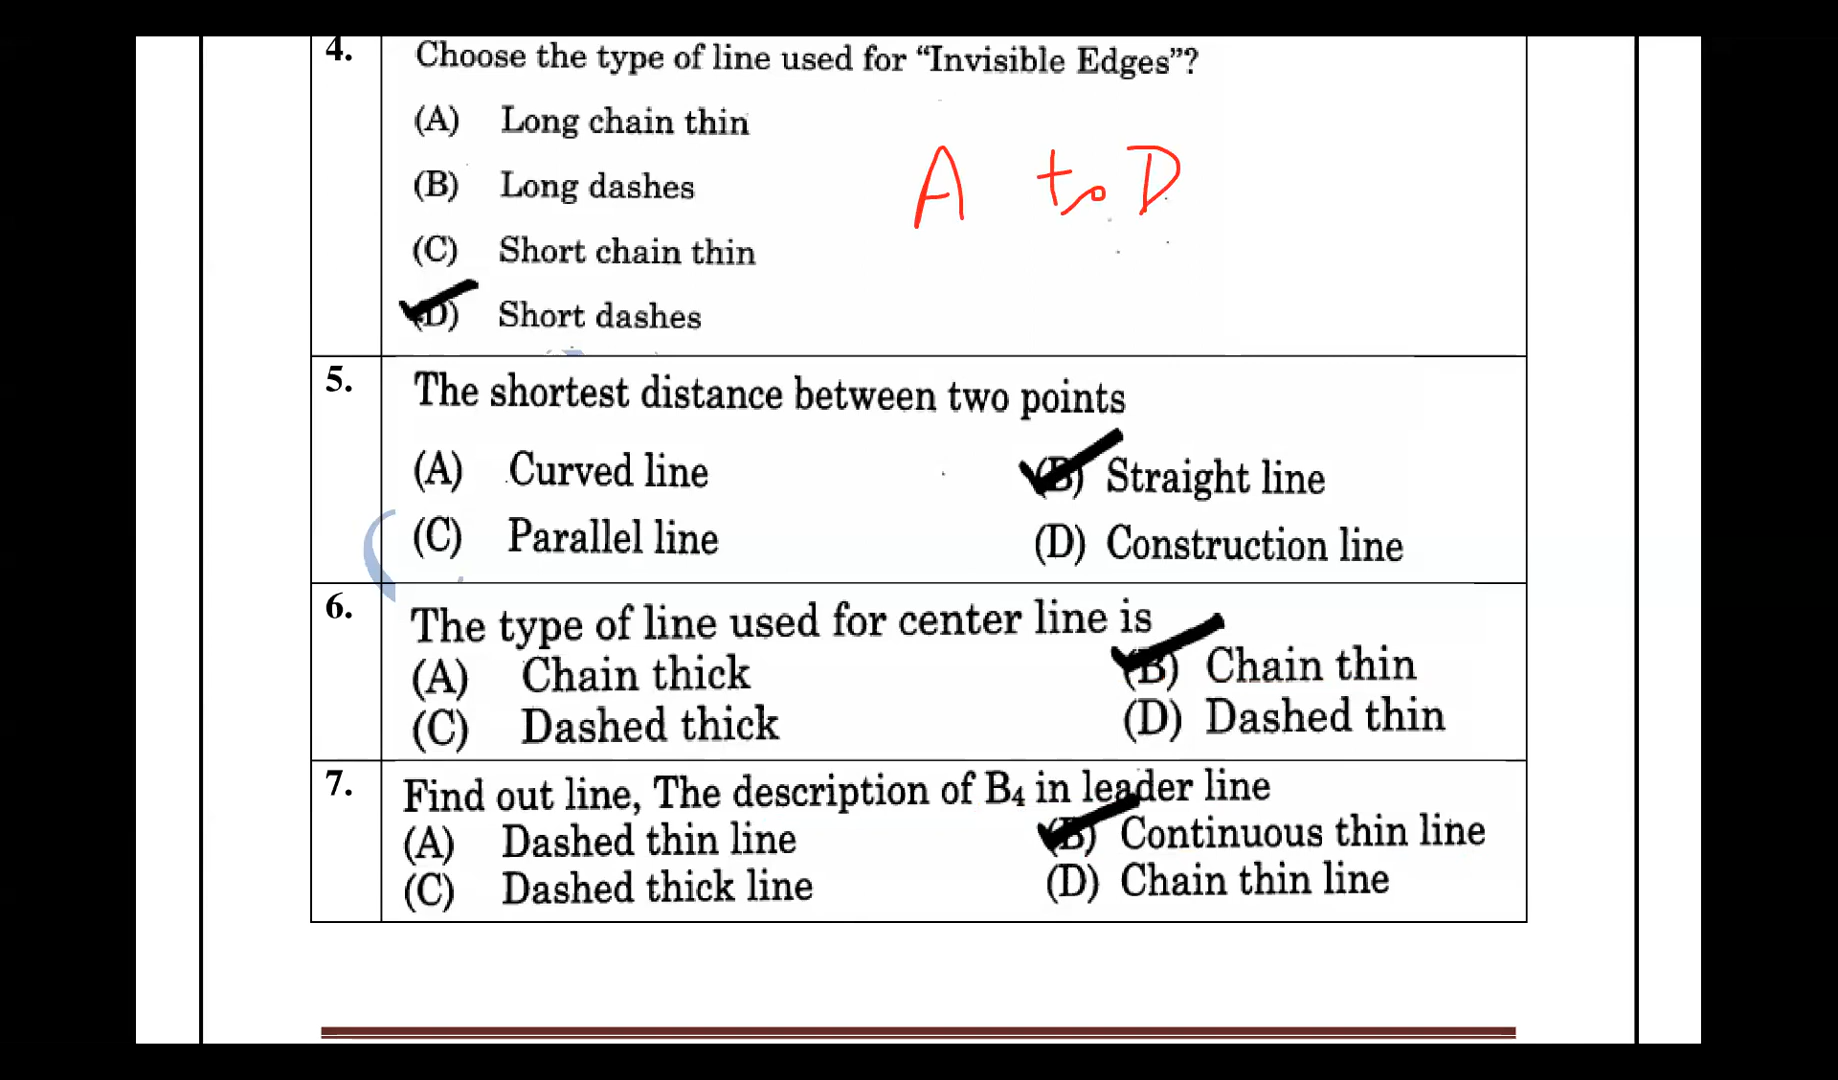 4. Choose the type of line used for “Invisible Edges”?
(A) Long chain thin
A to D
(B) Long dashes
(C) Short chain thin
(D) Short dashes
5. The shortest distance between two points
(A) Curved line (B) Straight line
(C) Parallel line (D) Construction line
6. The type of line used for center line is
(A) Chain thick (B) Chain thin
(C) Dashed thick (D) Dashed thin
7. Find out line, The description of B₄ in leader line
(A) Dashed thin line (B) Continuous thin line
(C) Dashed thick line (D) Chain thin line